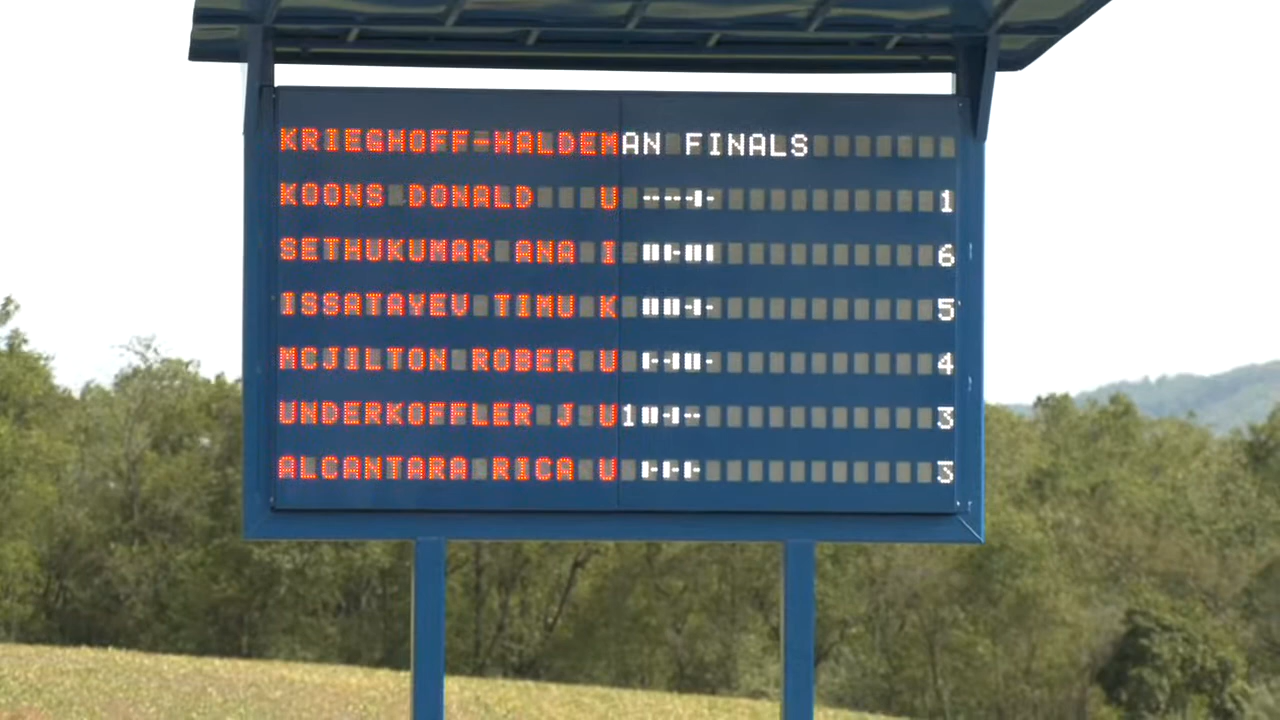 KRIEGHOFF-HALDEMAN FINALS
KOONS DONALD U ----▮- 1
SETHUKUMAR ANA I ▮▮-▮▮▮ 6
ISSATAYEV TIMU K ▮▮▮-▮- 5
MCJILTON ROBER U ▮-▮▮▮- 4
UNDERKOFFLER J U1▮▮-▮-- 3
ALCANTARA RICA U ▮-▮-▮- 3